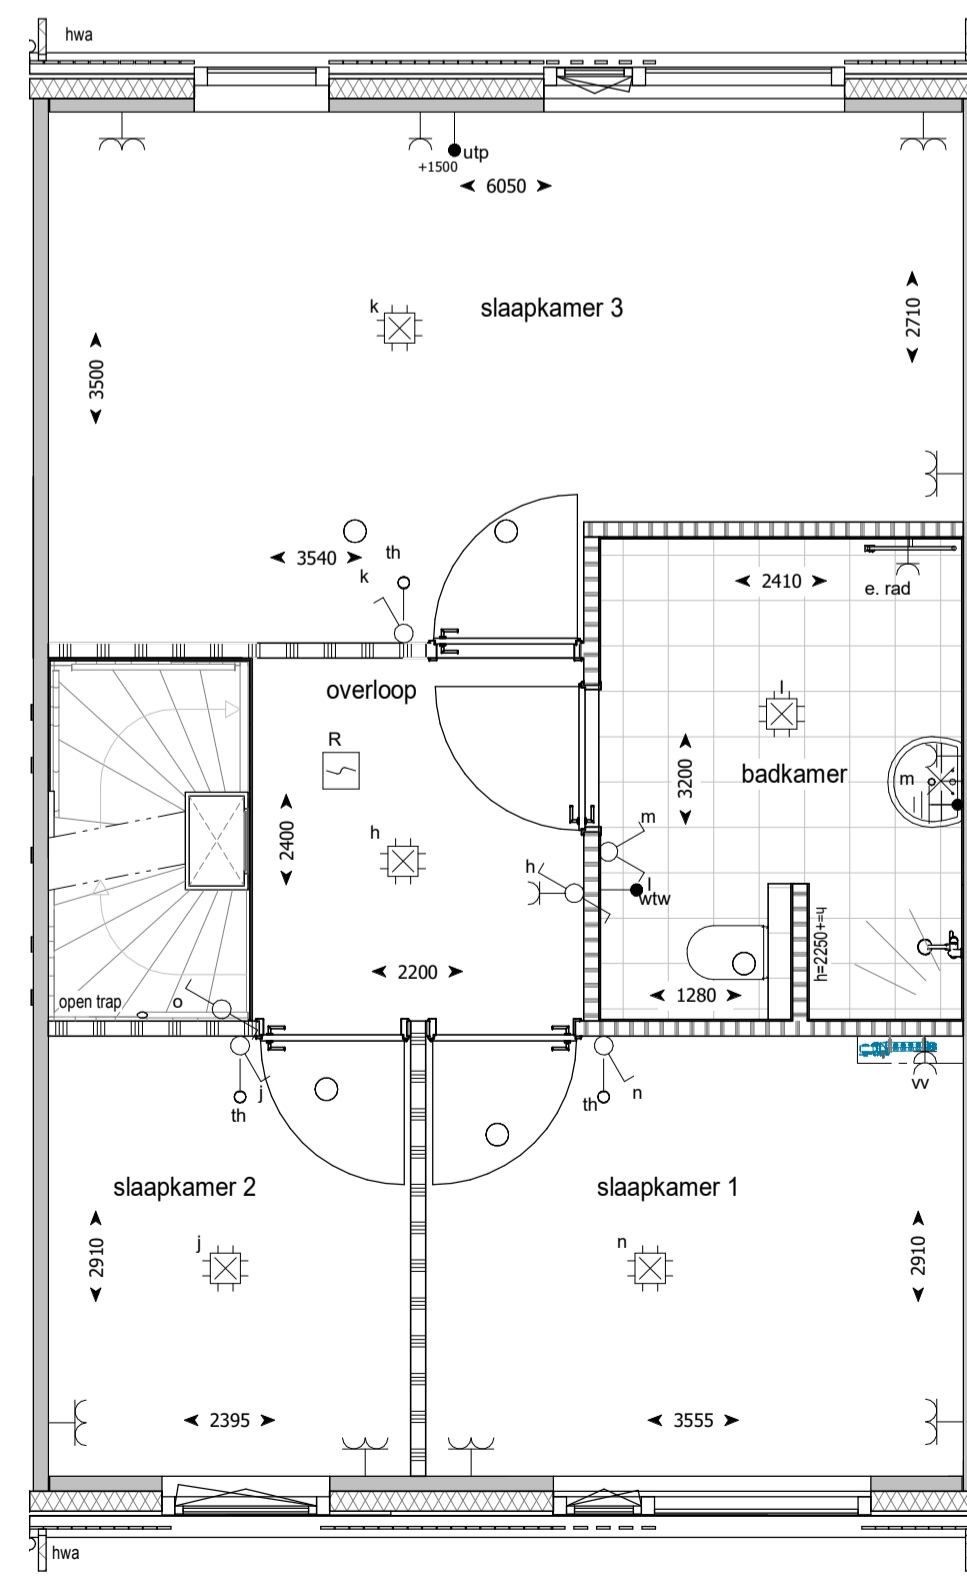 hwa
utp
+1500
6050
k
slaapkamer 3
2710
3500
3540
th
k
2410
e. rad
overloop
R
l
badkamer
m
3200
m
2400
h
h
l
wtw
h=2250+=4
2200
1280
open trap
o
j
th
n
th
vv
slaapkamer 2
slaapkamer 1
2910
2910
j
n
2395
3555
hwa